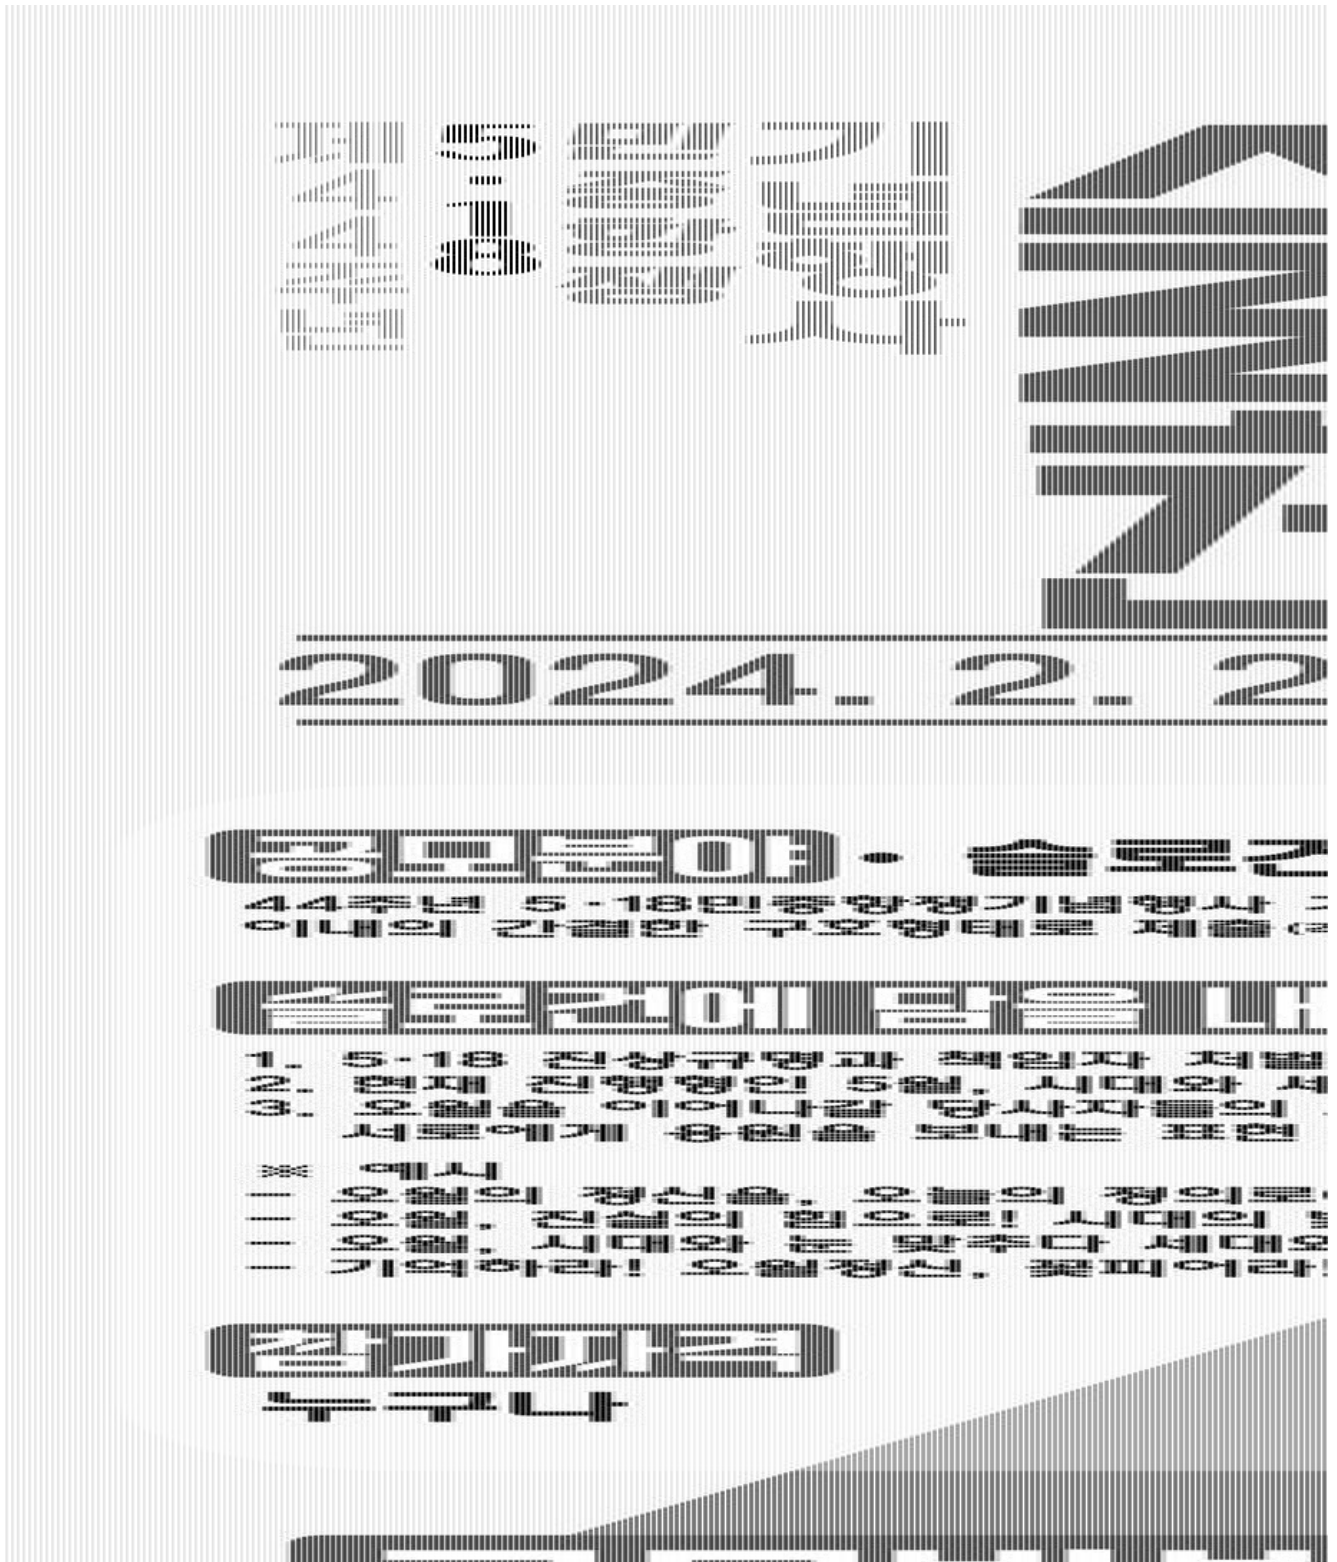 제44주년
5·18
민중항쟁
기념행사
2024. 2. 2
공모분야
· 슬로건
44주년 5·18민중항쟁기념행사
이내의 간결한 구호형태로 제출
슬로건에 담을 내
1. 5·18 진상규명과 책임자 처벌
2. 현재 진행형인 5월, 시대와 세
3. 오월을 이어나갈 당사자들의
서로에게 응원을 보내는 표현
※ 예시
- 오월의 정신을, 오늘의 정의로
- 오월, 진실의 힘으로! 시대의 빛
- 오월, 시대와 눈 맞추다 세대와
- 기억하라! 오월정신, 꽃피어라!
참가자격
누구나